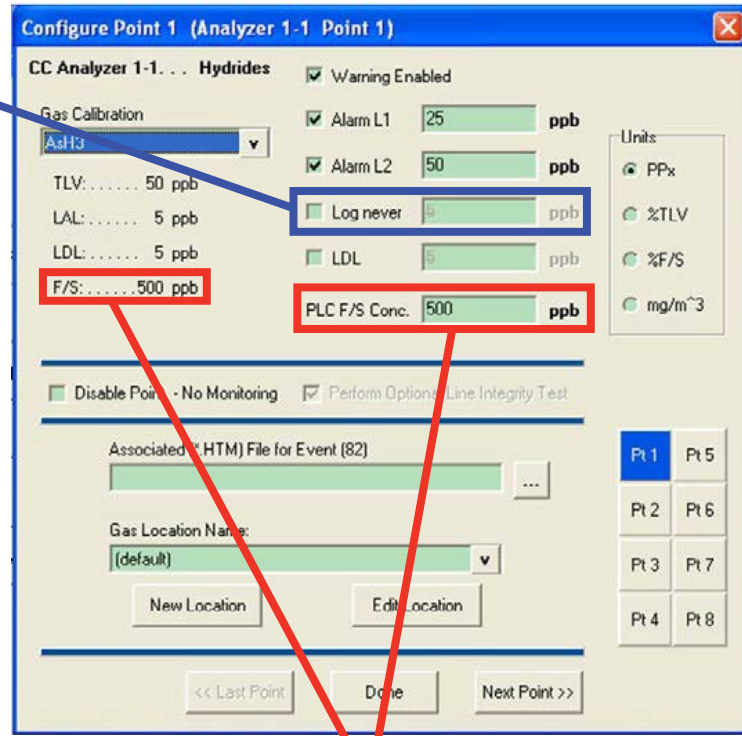 Configure Point 1 (Analyzer 1-1 Point 1)
CC Analyzer 1-1. . . Hydrides
Warning Enabled
Gas Calibration
AsH3
v
TLV:. . . . . . 50 ppb
LAL:. . . . . . 5 ppb
LDL:. . . . . . 5 ppb
F/S:. . . . . .500 ppb
Alarm L1 25 ppb
Alarm L2 50 ppb
Log never 5 ppb
LDL 5 ppb
PLC F/S Conc. 500 ppb
Units
PPx
%TLV
%F/S
mg/m^3
Disable Point - No Monitoring
Perform Optional Line Integrity Test
Associated (*.HTM) File for Event (82)
...
Gas Location Name:
(default)
v
New Location
Edit Location
Pt 1 Pt 5
Pt 2 Pt 6
Pt 3 Pt 7
Pt 4 Pt 8
<< Last Point
Done
Next Point >>